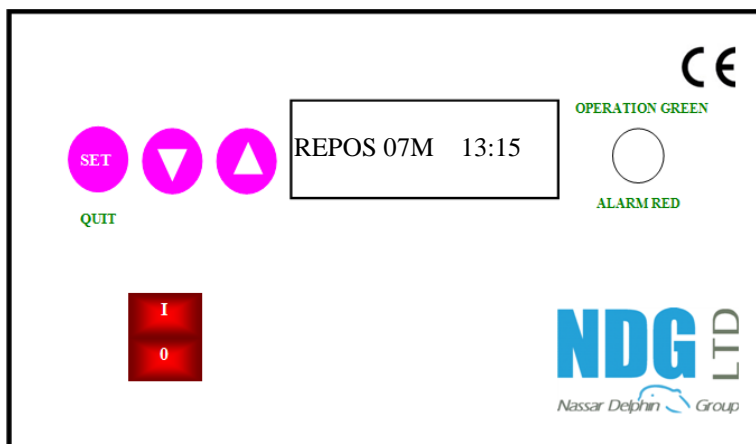 CE
OPERATION GREEN
SET
REPOS 07M 13:15
ALARM RED
QUIT
I
0
NDG LTD
Nassar Delphin Group